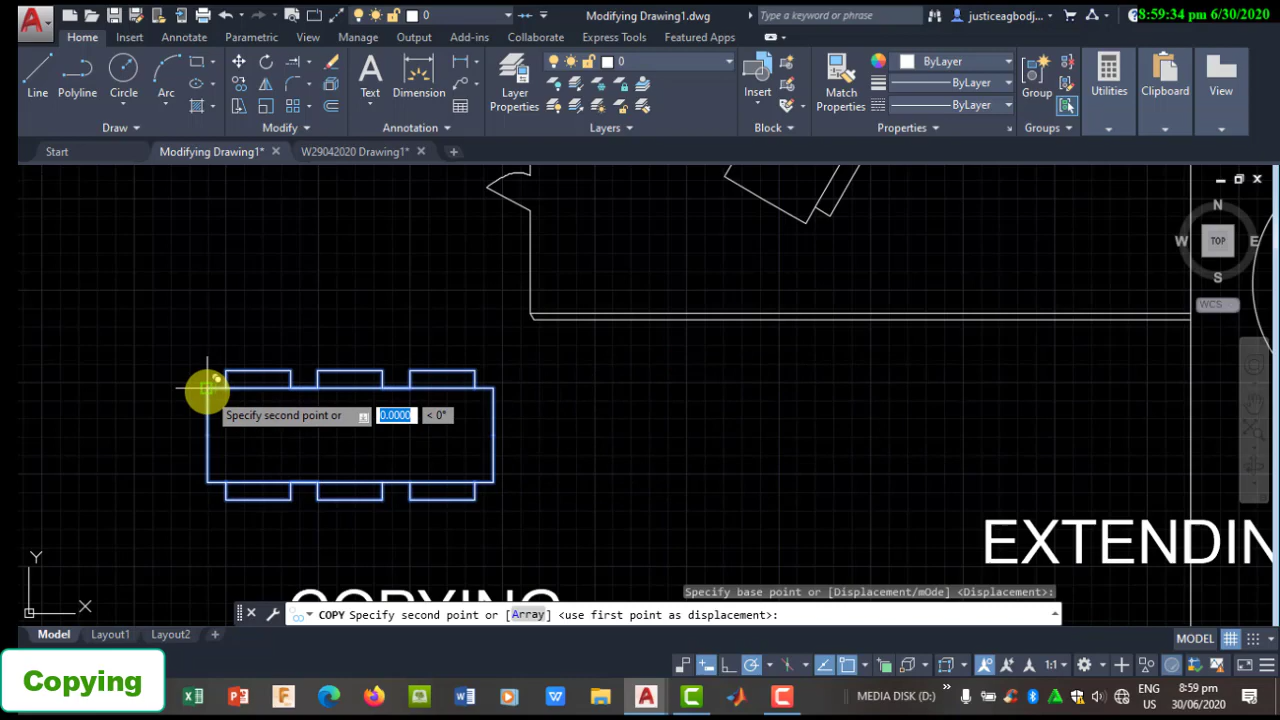 Modifying Drawing1.dwg
Type a keyword or phrase
justiceagbodj...
8:59:34 pm 6/30/2020
Home Insert Annotate Parametric View Manage Output Add-ins Collaborate Express Tools Featured Apps
Line Polyline Circle Arc Text Dimension Layer Properties Insert Match Properties Group Utilities Clipboard View
0
0
ByLayer
ByLayer
ByLayer
Draw Modify Annotation Layers Block Properties Groups
Start Modifying Drawing1* W29042020 Drawing1*
N
W TOP E
S
WCS
Specify second point or 0.0000 < 0°
EXTENDIN
COPYING
Y
X
Specify base point or [Displacement/mOde] <Displacement>:
COPY Specify second point or [Array] <use first point as displacement>:
Model Layout1 Layout2 MODEL
1:1
Copying
MEDIA DISK (D:)
ENG
US
8:59 pm
30/06/2020